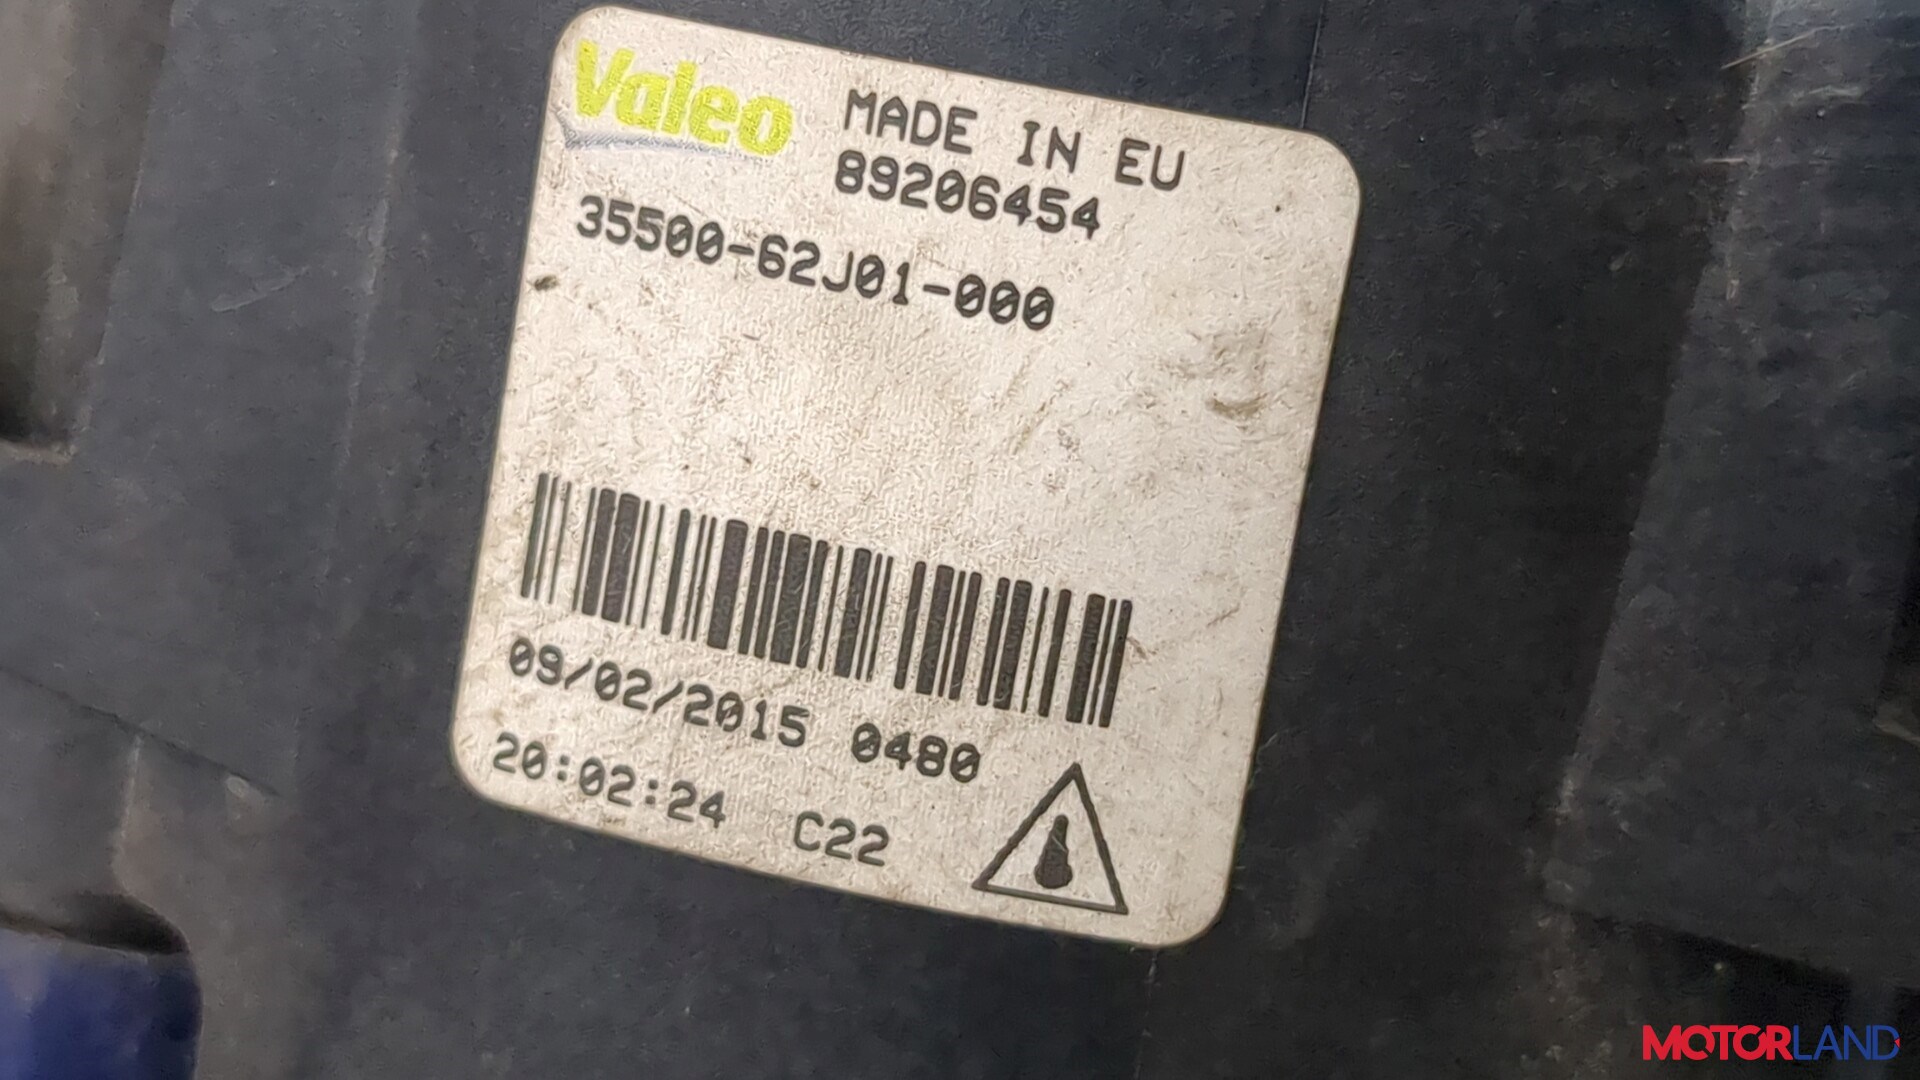 Valeo MADE IN EU
89206454
35500-62J01-000
09/02/2015 0480
20:02:24 C22
MOTORLAND